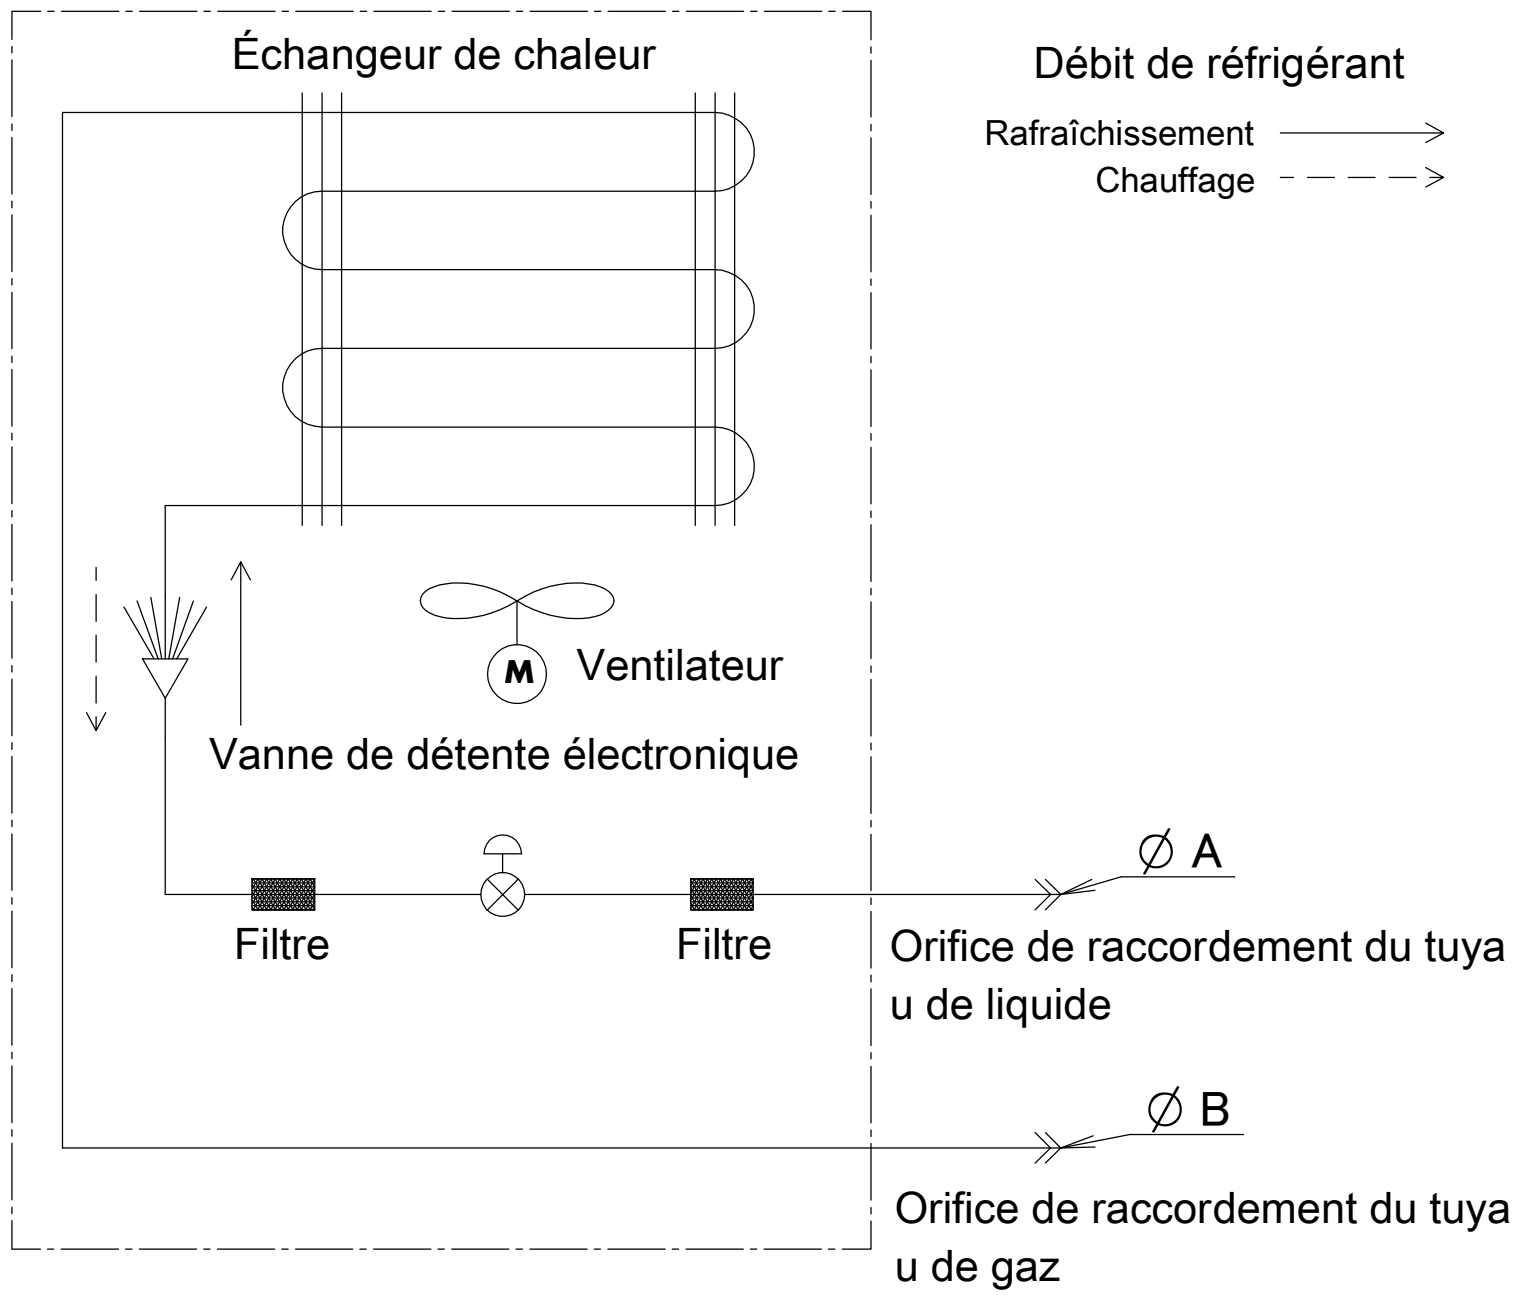 Échangeur de chaleur
Débit de réfrigérant
Rafraîchissement
Chauffage
M
Ventilateur
Vanne de détente électronique
Ø A
Filtre
Filtre
Orifice de raccordement du tuya
u de liquide
Ø B
Orifice de raccordement du tuya
u de gaz